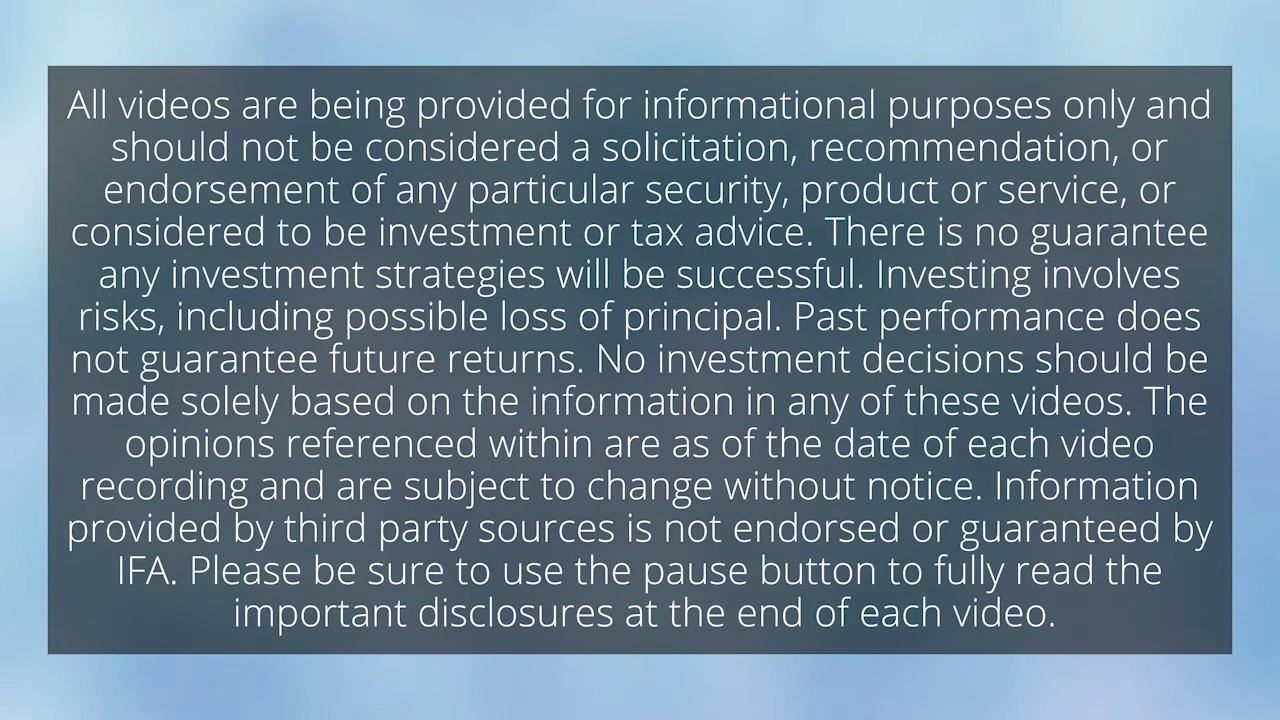 All videos are being provided for informational purposes only and
should not be considered a solicitation, recommendation, or
endorsement of any particular security, product or service, or
considered to be investment or tax advice. There is no guarantee
any investment strategies will be successful. Investing involves
risks, including possible loss of principal. Past performance does
not guarantee future returns. No investment decisions should be
made solely based on the information in any of these videos. The
opinions referenced within are as of the date of each video
recording and are subject to change without notice. Information
provided by third party sources is not endorsed or guaranteed by
IFA. Please be sure to use the pause button to fully read the
important disclosures at the end of each video.